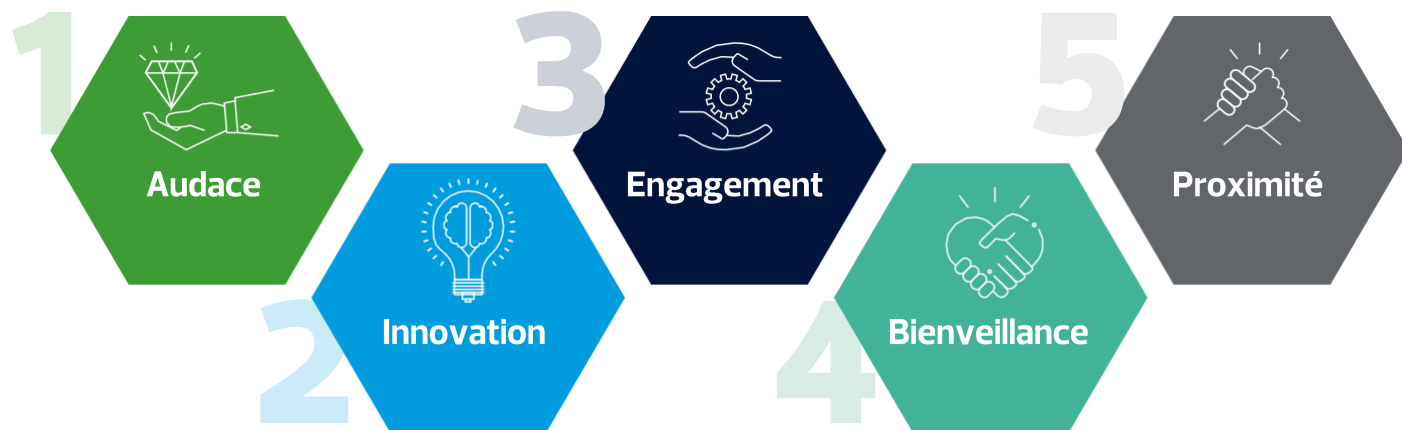 1
Audace
2
Innovation
3
Engagement
4
Bienveillance
5
Proximité